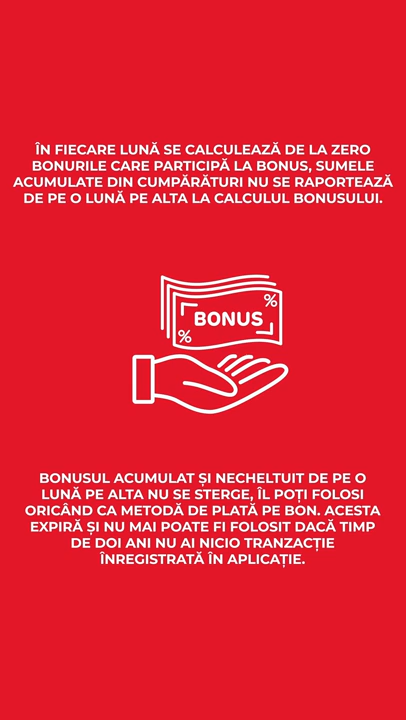 ÎN FIECARE LUNĂ SE CALCULEAZĂ DE LA ZERO
BONURILE CARE PARTICIPĂ LA BONUS, SUMELE
ACUMULATE DIN CUMPĂRĂTURI NU SE RAPORTEAZĂ
DE PE O LUNĂ PE ALTA LA CALCULUL BONUSULUI.
%
BONUS
%
BONUSUL ACUMULAT ȘI NECHELTUIT DE PE O
LUNĂ PE ALTA NU SE STERGE, ÎL POȚI FOLOSI
ORICÂND CA METODĂ DE PLATĂ PE BON. ACESTA
EXPIRĂ ȘI NU MAI POATE FI FOLOSIT DACĂ TIMP
DE DOI ANI NU AI NICIO TRANZACȚIE
ÎNREGISTRATĂ ÎN APLICAȚIE.